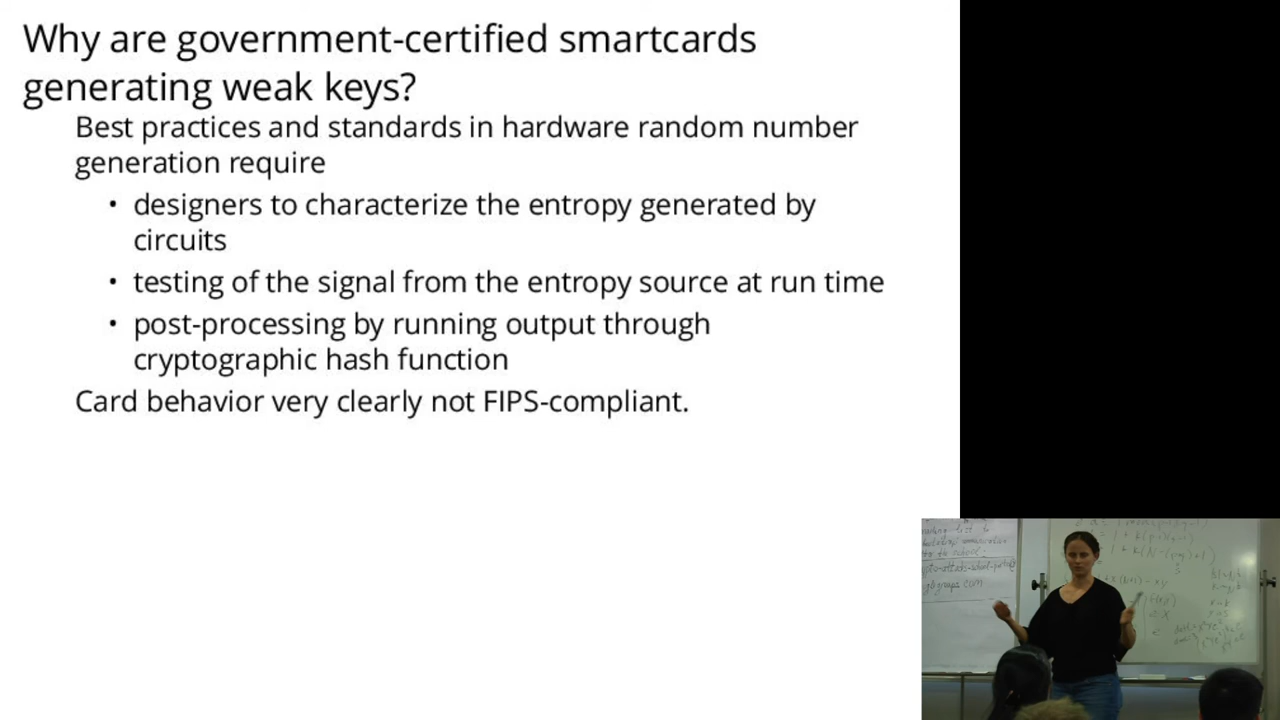 Why are government-certified smartcards
generating weak keys?
Best practices and standards in hardware random number
generation require
• designers to characterize the entropy generated by
circuits
• testing of the signal from the entropy source at run time
• post-processing by running output through
cryptographic hash function
Card behavior very clearly not FIPS-compliant.